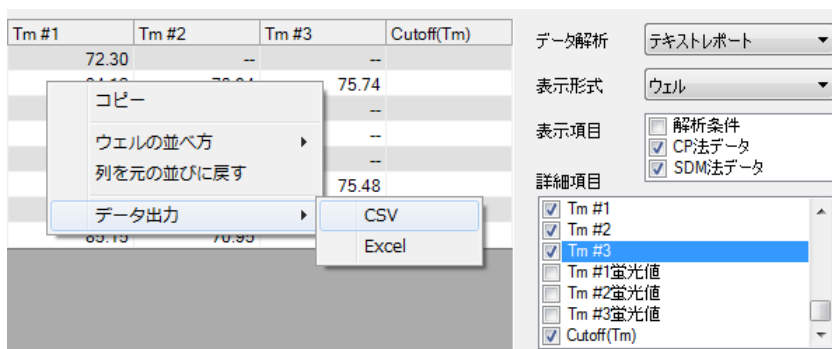 Tm #1 Tm #2 Tm #3 Cutoff(Tm)
72.30 -- --
75.74
--
--
--
75.48
85.15 70.95
コピー
ウェルの並べ方
列を元の並びに戻す
データ出力
CSV
Excel
データ解析 テキストレポート
表示形式 ウェル
表示項目
解析条件
CP法データ
SDM法データ
詳細項目
Tm #1
Tm #2
Tm #3
Tm #1蛍光値
Tm #2蛍光値
Tm #3蛍光値
Cutoff(Tm)